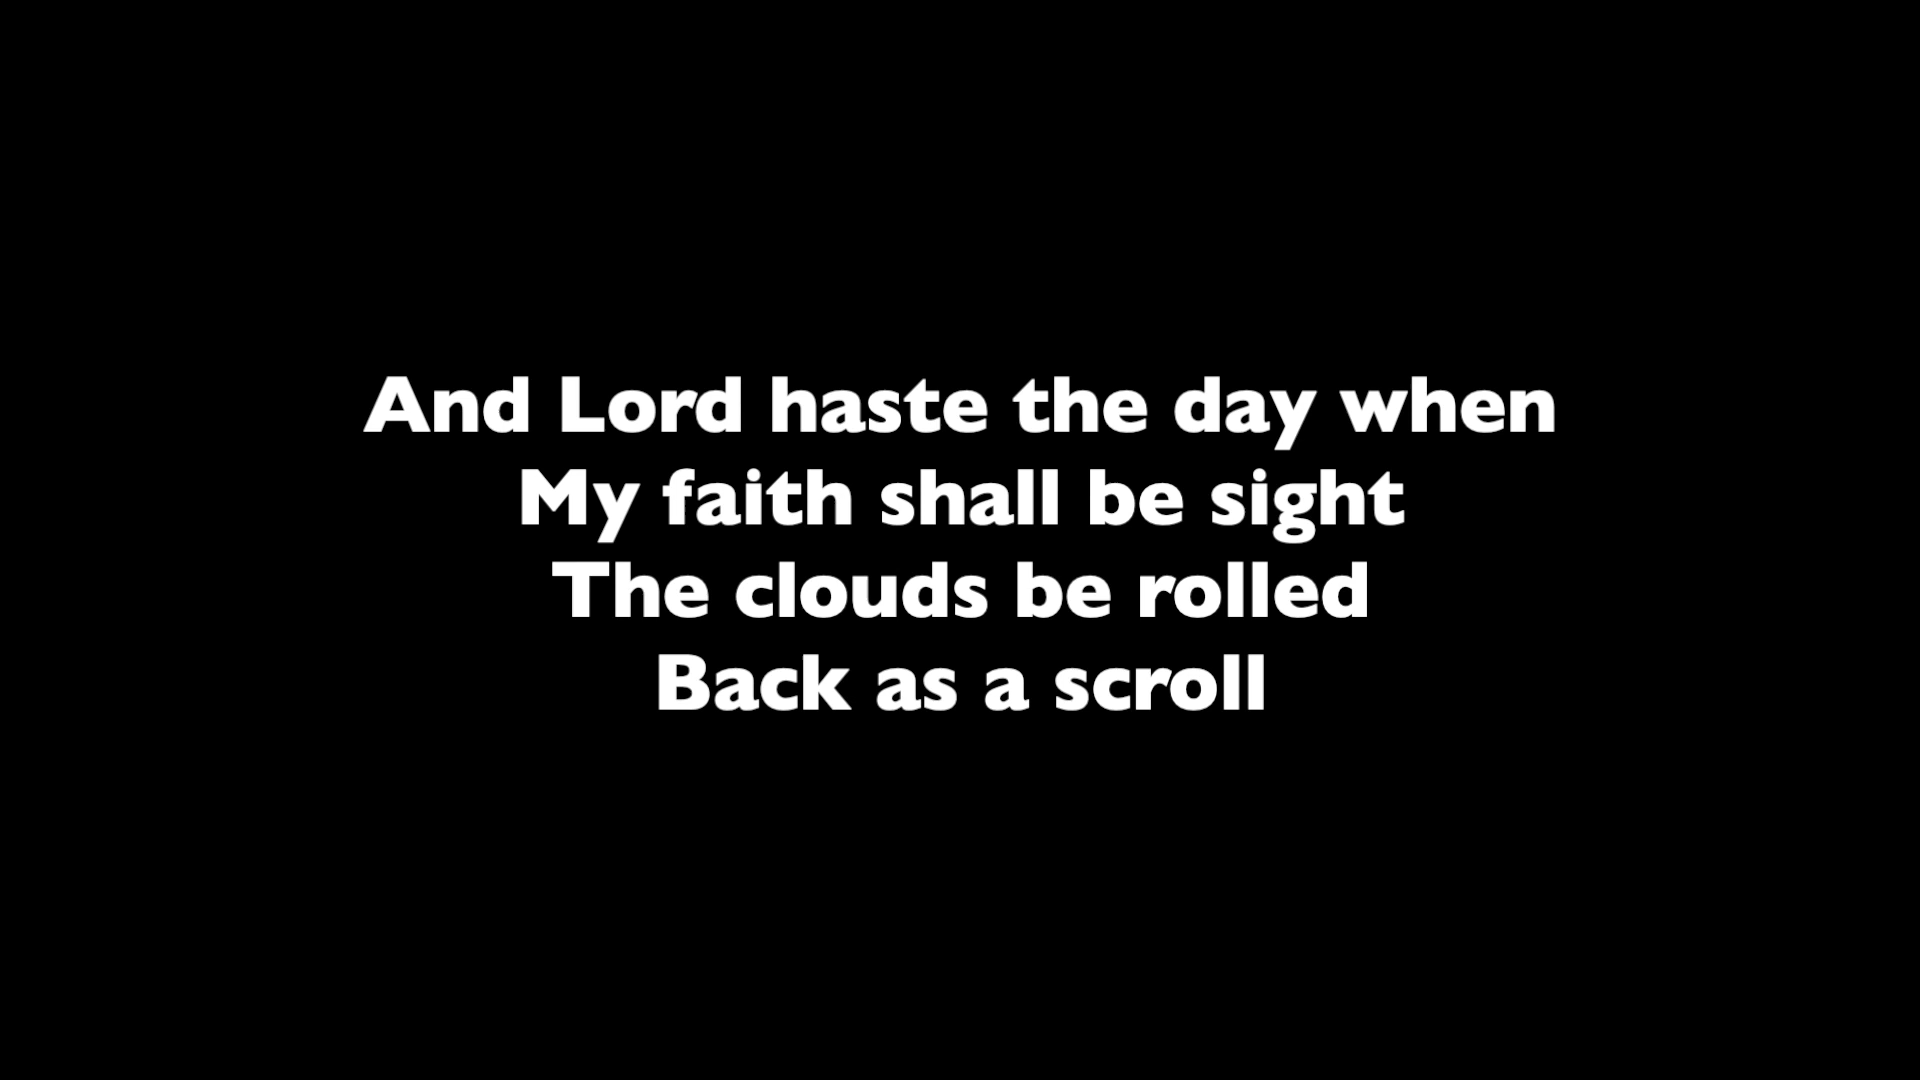 And Lord haste the day when
My faith shall be sight
The clouds be rolled
Back as a scroll